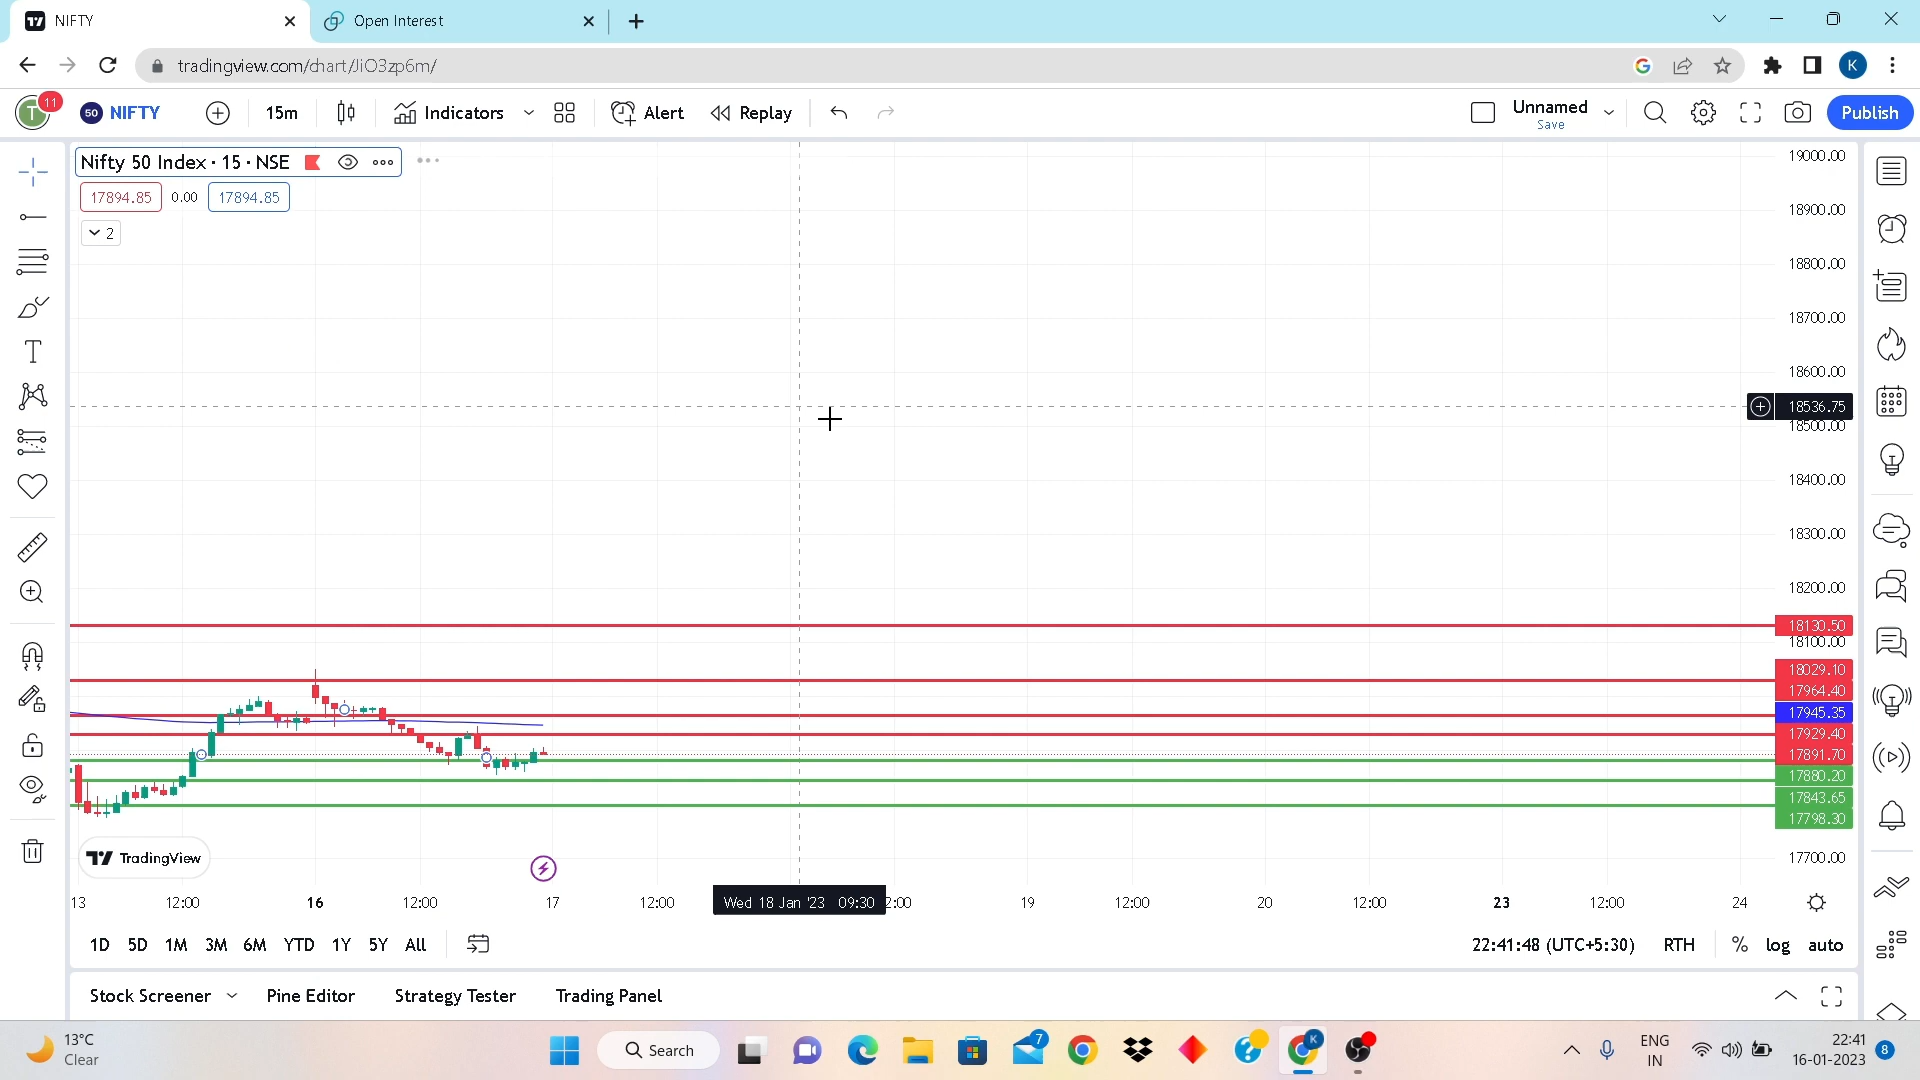 NIFTY
Open Interest
tradingview.com/chart/JiO3zp6m/
K
T
11
50 NIFTY
15m
Indicators
Alert
Replay
Unnamed
Save
Publish
Nifty 50 Index · 15 · NSE
17894.85
0.00
17894.85
2
19000.00
18900.00
18800.00
18700.00
18600.00
18536.75
18500.00
18400.00
18300.00
18200.00
18130.50
18100.00
18029.10
17964.40
17945.35
17929.40
17891.70
17880.20
17843.65
17798.30
17700.00
TradingView
13
12:00
16
12:00
17
12:00
Wed 18 Jan '23 09:30
2:00
19
12:00
20
12:00
23
12:00
24
1D 5D 1M 3M 6M YTD 1Y 5Y All
22:41:48 (UTC+5:30)
RTH
%
log
auto
Stock Screener
Pine Editor
Strategy Tester
Trading Panel
13°C
Clear
Search
7
K
ENG
IN
22:41
16-01-2023
8